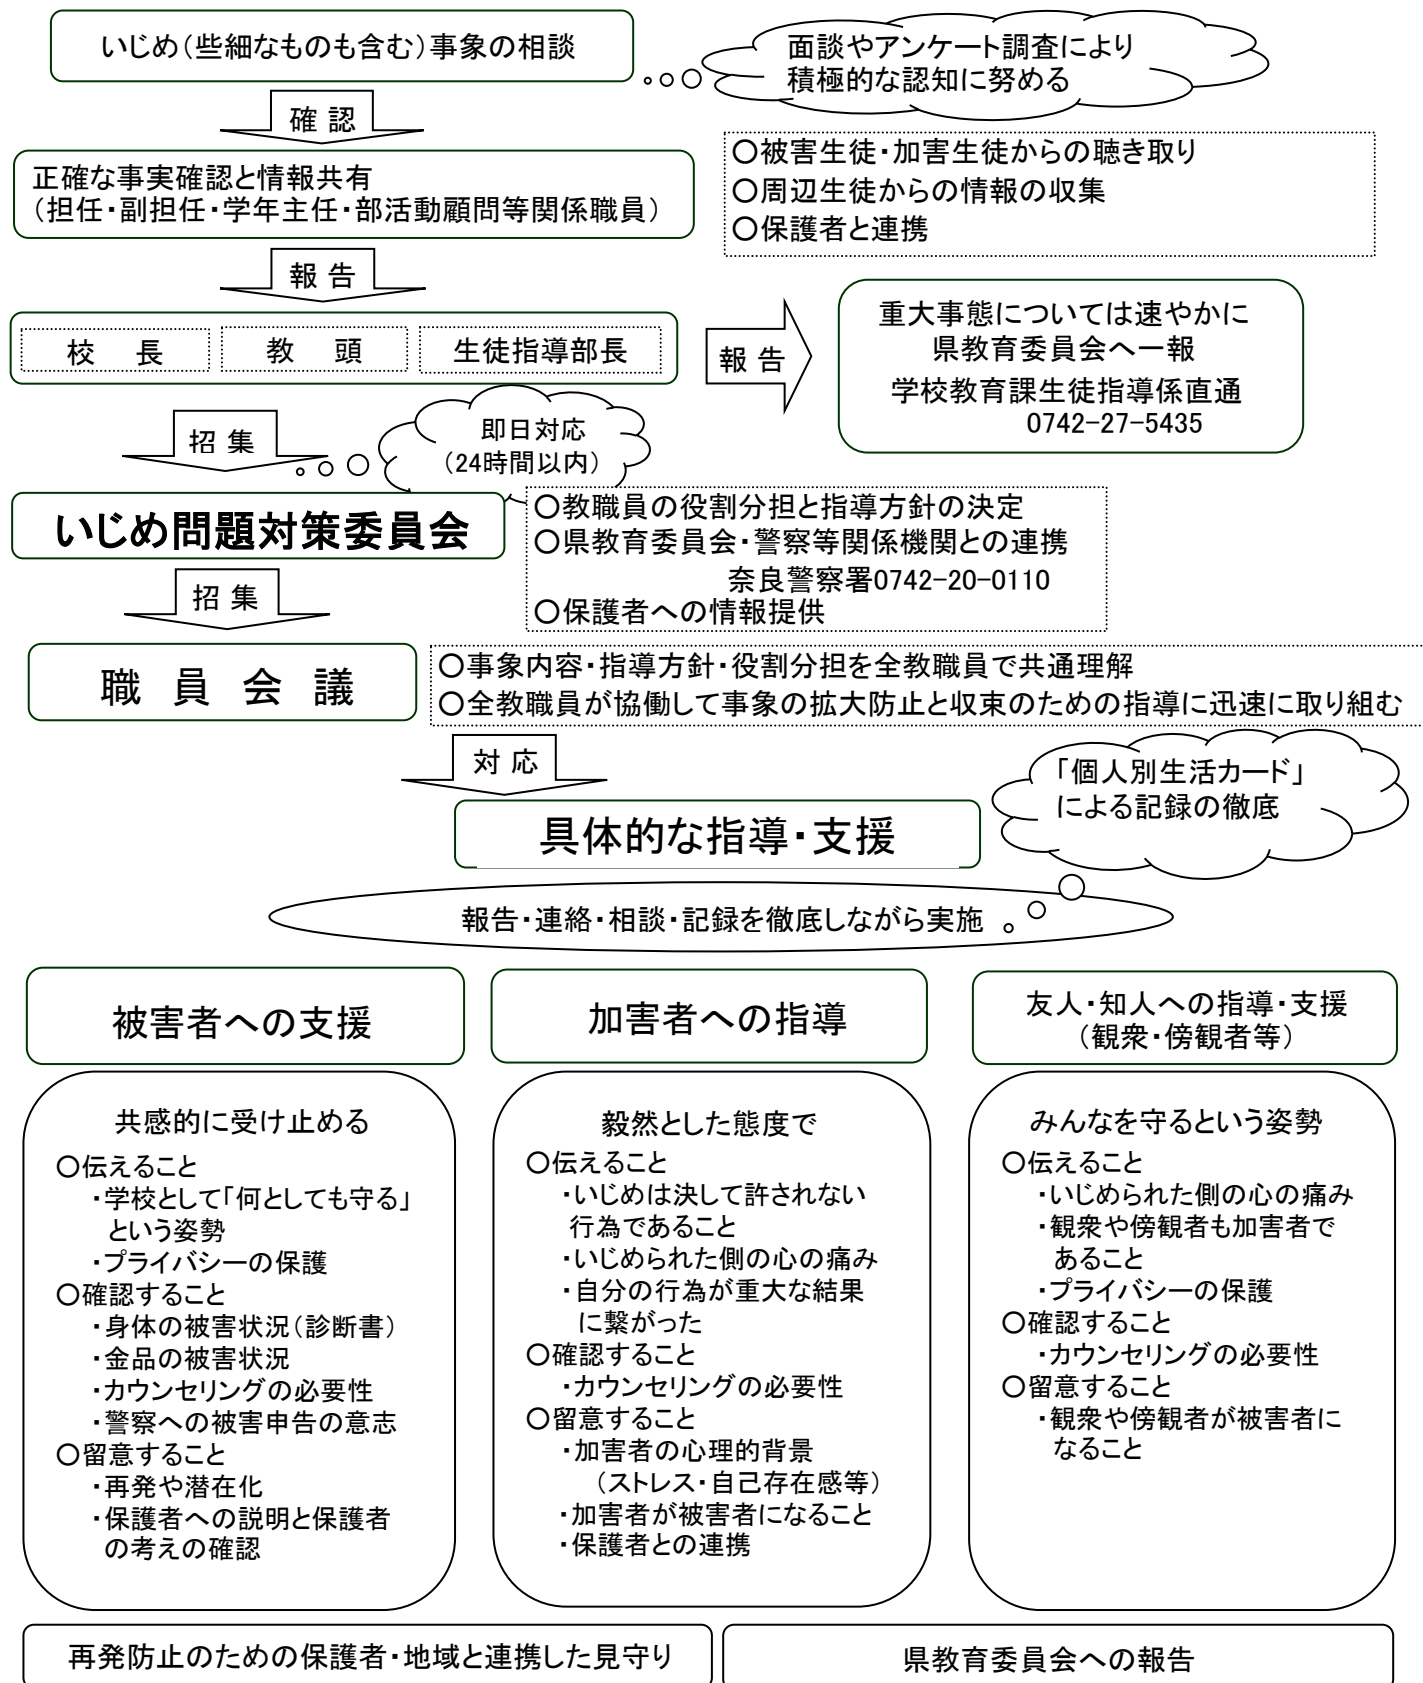 いじめ（些細なものも含む）事象の相談
面談やアンケート調査により
積極的な認知に努める
確 認
正確な事実確認と情報共有
（担任・副担任・学年主任・部活動顧問等関係職員）
〇被害生徒・加害生徒からの聴き取り
〇周辺生徒からの情報の収集
〇保護者と連携
報 告
校　長
教　頭
生徒指導部長
報 告
重大事態については速やかに
県教育委員会へ一報
学校教育課生徒指導係直通
0742-27-5435
招 集
即日対応
（24時間以内）
いじめ問題対策委員会
〇教職員の役割分担と指導方針の決定
〇県教育委員会・警察等関係機関との連携
奈良警察署0742-20-0110
〇保護者への情報提供
招 集
職　員　会　議
〇事象内容・指導方針・役割分担を全教職員で共通理解
〇全教職員が協働して事象の拡大防止と収束のための指導に迅速に取り組む
対 応
「個人別生活カード」
による記録の徹底
具体的な指導・支援
報告・連絡・相談・記録を徹底しながら実施
被害者への支援
共感的に受け止める
〇伝えること
・学校として「何としても守る」
という姿勢
・プライバシーの保護
〇確認すること
・身体の被害状況（診断書）
・金品の被害状況
・カウンセリングの必要性
・警察への被害申告の意志
〇留意すること
・再発や潜在化
・保護者への説明と保護者
の考えの確認
加害者への指導
毅然とした態度で
〇伝えること
・いじめは決して許されない
行為であること
・いじめられた側の心の痛み
・自分の行為が重大な結果
に繋がった
〇確認すること
・カウンセリングの必要性
〇留意すること
・加害者の心理的背景
（ストレス・自己存在感等）
・加害者が被害者になること
・保護者との連携
友人・知人への指導・支援
（観衆・傍観者等）
みんなを守るという姿勢
〇伝えること
・いじめられた側の心の痛み
・観衆や傍観者も加害者で
あること
・プライバシーの保護
〇確認すること
・カウンセリングの必要性
〇留意すること
・観衆や傍観者が被害者に
なること
再発防止のための保護者・地域と連携した見守り
県教育委員会への報告